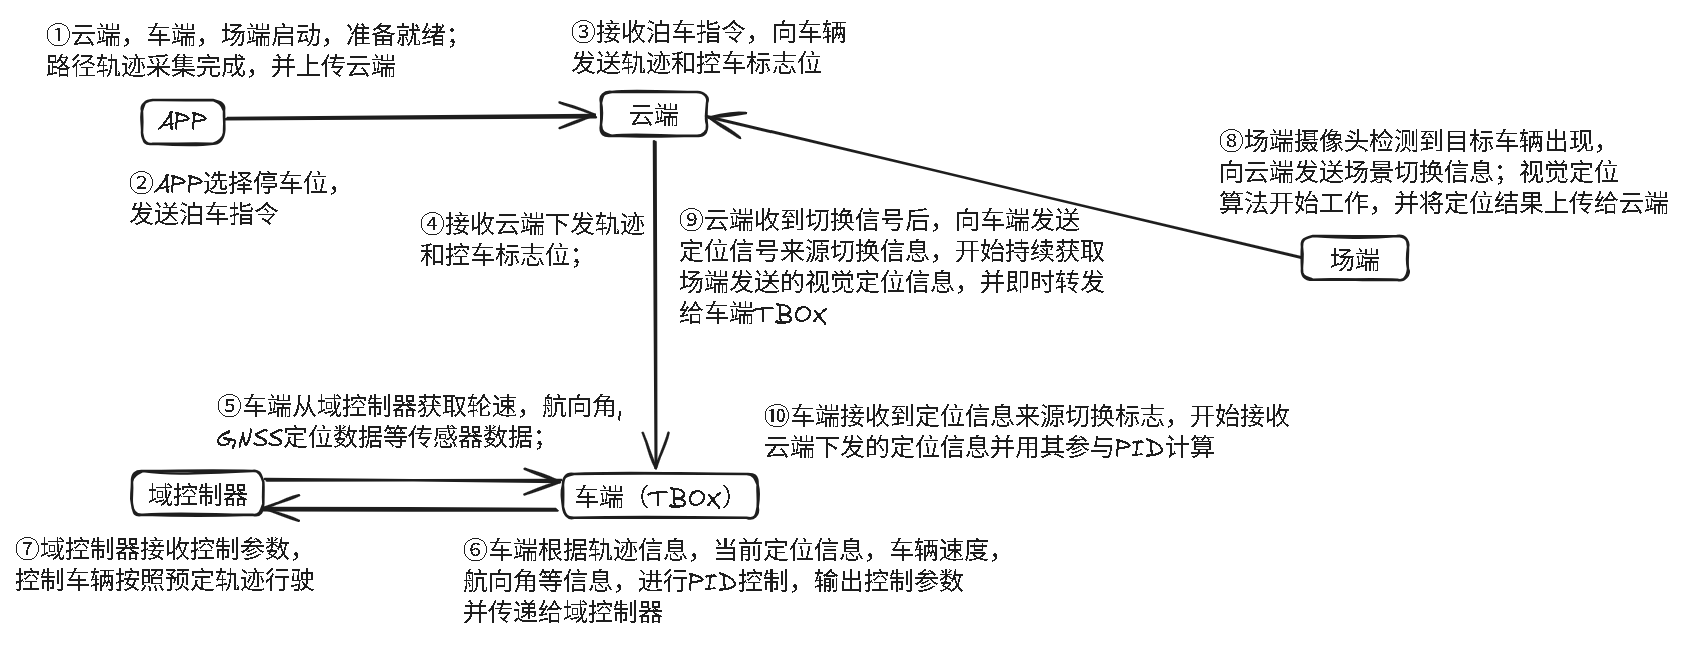 ①云端，车端，场端启动，准备就绪；
路径轨迹采集完成，并上传云端
③接收泊车指令，向车辆
发送轨迹和控车标志位
APP
云端
②APP选择停车位，
发送泊车指令
⑧场端摄像头检测到目标车辆出现，
向云端发送场景切换信息；视觉定位
算法开始工作，并将定位结果上传给云端
场端
④接收云端下发轨迹
和控车标志位；
⑨云端收到切换信号后，向车端发送
定位信号来源切换信息，开始持续获取
场端发送的视觉定位信息，并即时转发
给车端TBOX
⑤车端从域控制器获取轮速，航向角,
GNSS定位数据等传感器数据；
⑩车端接收到定位信息来源切换标志，开始接收
云端下发的定位信息并用其参与PID计算
域控制器
车端（TBOX）
⑦域控制器接收控制参数，
控制车辆按照预定轨迹行驶
⑥车端根据轨迹信息，当前定位信息，车辆速度，
航向角等信息，进行PID控制，输出控制参数
并传递给域控制器